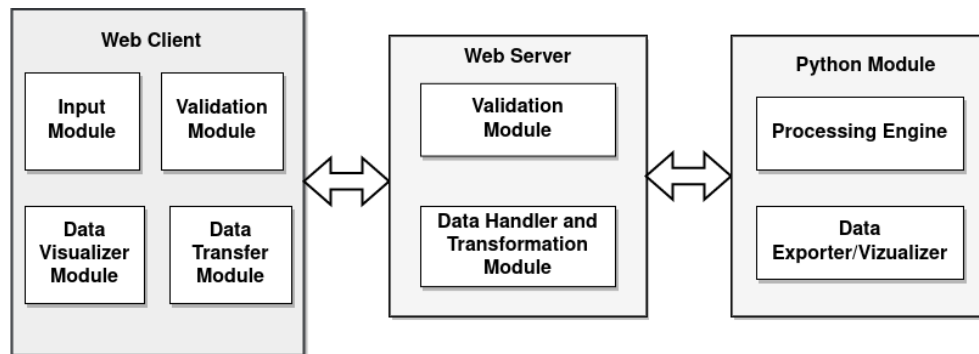 Web Client
Input
Module
Validation
Module
Data
Visualizer
Module
Data
Transfer
Module
Web Server
Validation
Module
Data Handler and
Transformation
Module
Python Module
Processing Engine
Data
Exporter/Vizualizer